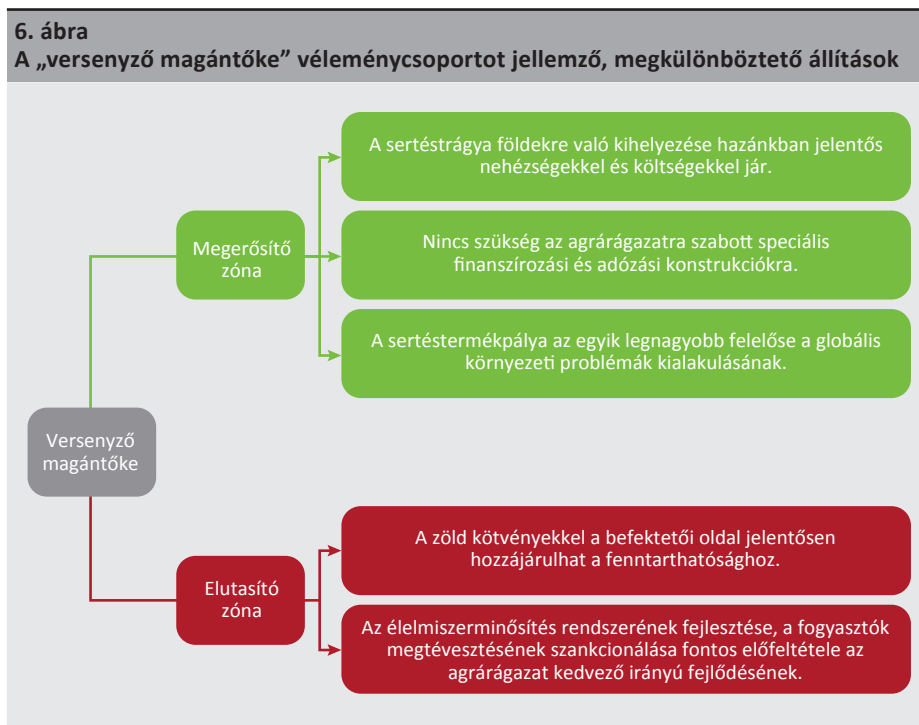 6. ábra
A „versenyző magántőke” véleménycsoportot jellemző, megkülönböztető állítások
A sertéstrágya földekre való kihelyezése hazánkban jelentős
nehézségekkel és költségekkel jár.
Megerősítő
zóna
Nincs szükség az agrárágazatra szabott speciális
finanszírozási és adózási konstrukciókra.
A sertéstermékpálya az egyik legnagyobb felelőse a globális
környezeti problémák kialakulásának.
Versenyző
magántőke
A zöld kötvényekkel a befektetői oldal jelentősen
hozzájárulhat a fenntarthatósághoz.
Elutasító
zóna
Az élelmiszerminősítés rendszerének fejlesztése, a fogyasztók
megtévesztésének szankcionálása fontos előfeltétele az
agrárágazat kedvező irányú fejlődésének.